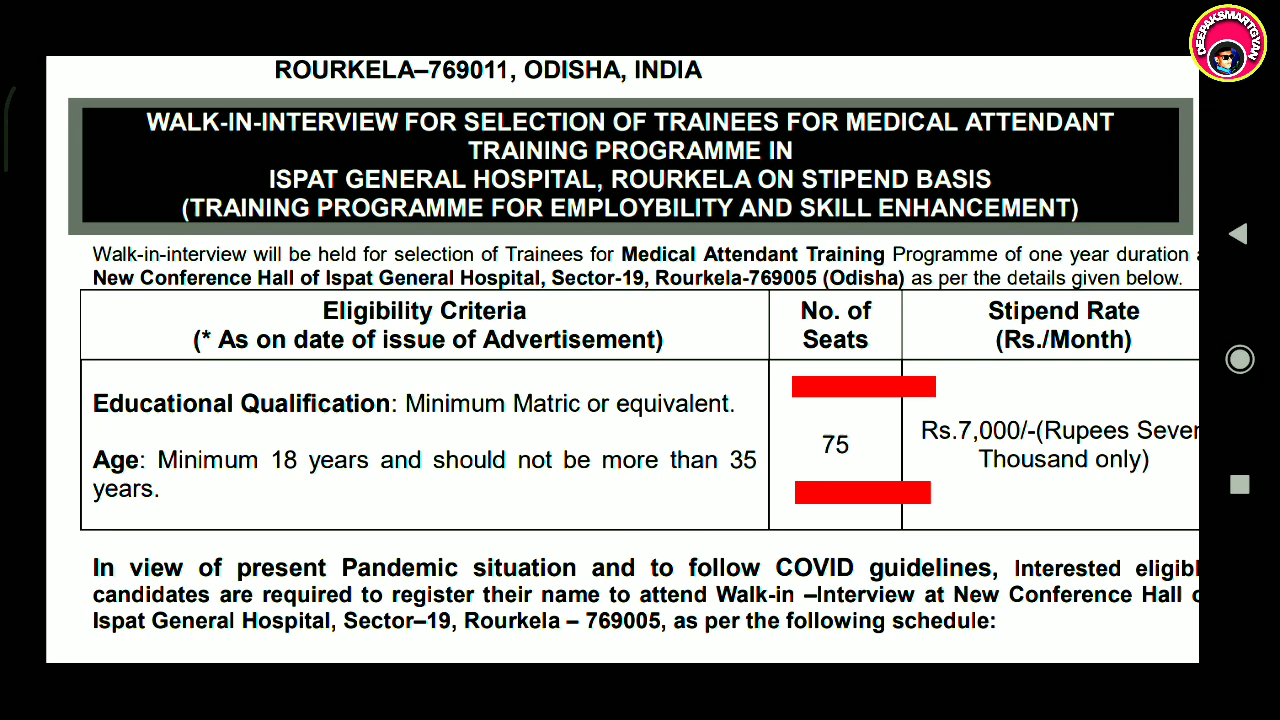 DEEPAKSMARTGYAN
ROURKELA–769011, ODISHA, INDIA
WALK-IN-INTERVIEW FOR SELECTION OF TRAINEES FOR MEDICAL ATTENDANT
TRAINING PROGRAMME IN
ISPAT GENERAL HOSPITAL, ROURKELA ON STIPEND BASIS
(TRAINING PROGRAMME FOR EMPLOYBILITY AND SKILL ENHANCEMENT)
Walk-in-interview will be held for selection of Trainees for Medical Attendant Training Programme of one year duration
New Conference Hall of Ispat General Hospital, Sector-19, Rourkela-769005 (Odisha) as per the details given below.
Eligibility Criteria
(* As on date of issue of Advertisement)
No. of
Seats
Stipend Rate
(Rs./Month)
Educational Qualification: Minimum Matric or equivalent.
Age: Minimum 18 years and should not be more than 35
years.
75
Rs.7,000/-(Rupees Seven
Thousand only)
In view of present Pandemic situation and to follow COVID guidelines, Interested
candidates are required to register their name to attend Walk-in –Interview at New Conference Hall
Ispat General Hospital, Sector–19, Rourkela – 769005, as per the following schedule: